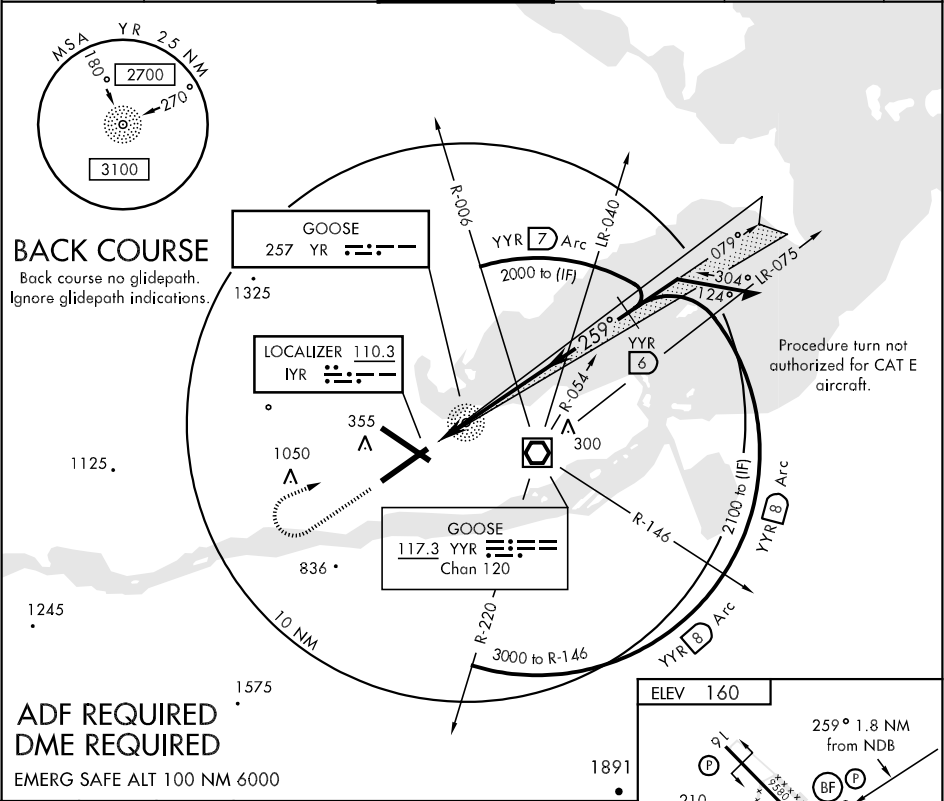 MSA YR 25 NM
180°
2700
270°
3100
BACK COURSE
Back course no glidepath.
Ignore glidepath indications.
GOOSE
257 YR
1325
R-006
LR-040
YYR 7 Arc
2000 to (IF)
079°
304°
124°
LR-075
259°
YYR
6
R-054
Procedure turn not
authorized for CAT E
aircraft.
LOCALIZER 110.3
IYR
355
1050
1125
300
GOOSE
117.3 YYR
Chan 120
R-146
2100 to (IF)
YYR 8 Arc
836
1245
10 NM
R-220
3000 to R-146
YYR 8 Arc
1575
ADF REQUIRED
DME REQUIRED
EMERG SAFE ALT 100 NM 6000
1891
ELEV 160
259° 1.8 NM
from NDB
16
P
BF
P
9580
210